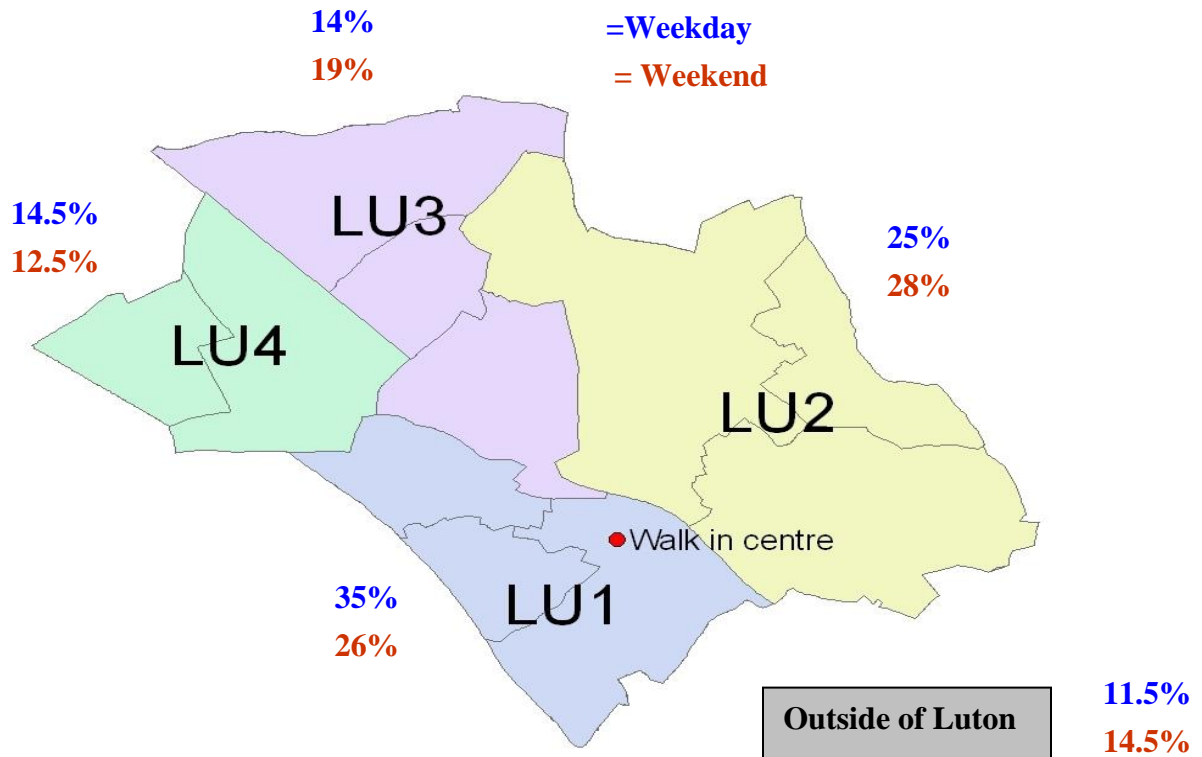 14% =Weekday
19% = Weekend
LU3
14.5%
12.5%
25%
28%
LU4
LU2
Walk in centre
35%
26%
LU1
Outside of Luton
11.5%
14.5%